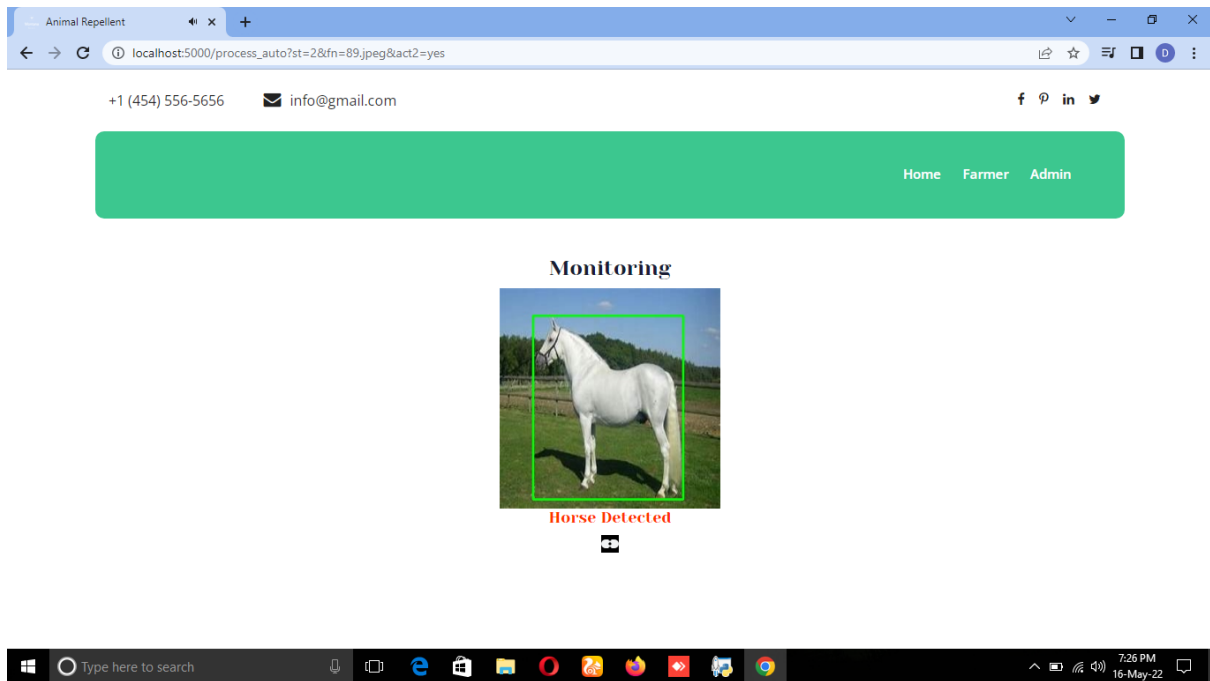 Animal Repellent
localhost:5000/process_auto?st=2&fn=89.jpeg&act2=yes
D
+1 (454) 556-5656 info@gmail.com
Home Farmer Admin
Monitoring
Horse Detected
Type here to search
7:26 PM
16-May-22